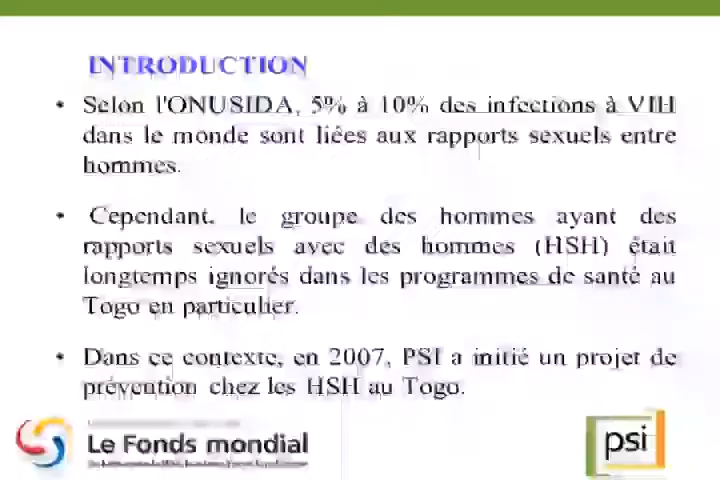 INTRODUCTION
• Selon l'ONUSIDA, 5% à 10% des infections à VIH
dans le monde sont liées aux rapports sexuels entre
hommes.
• Cependant, le groupe des hommes ayant des
rapports sexuels avec des hommes (HSH) était
longtemps ignorés dans les programmes de santé au
Togo en particulier.
• Dans ce contexte, en 2007, PSI a initié un projet de
prévention chez les HSH au Togo.
Le Fonds mondial
psi